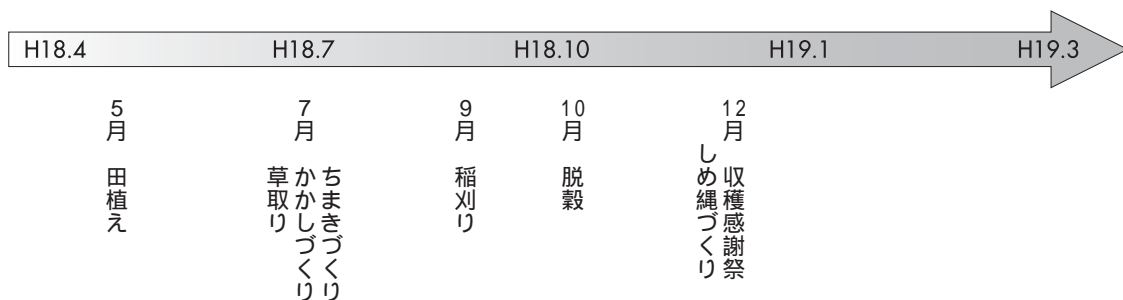 H18.4
H18.7
H18.10
H19.1
H19.3
5月 田植え
7月 ちまきづくり
かかしづくり
草取り
9月 稲刈り
10月 脱穀
12月 収穫感謝祭
しめ縄づくり